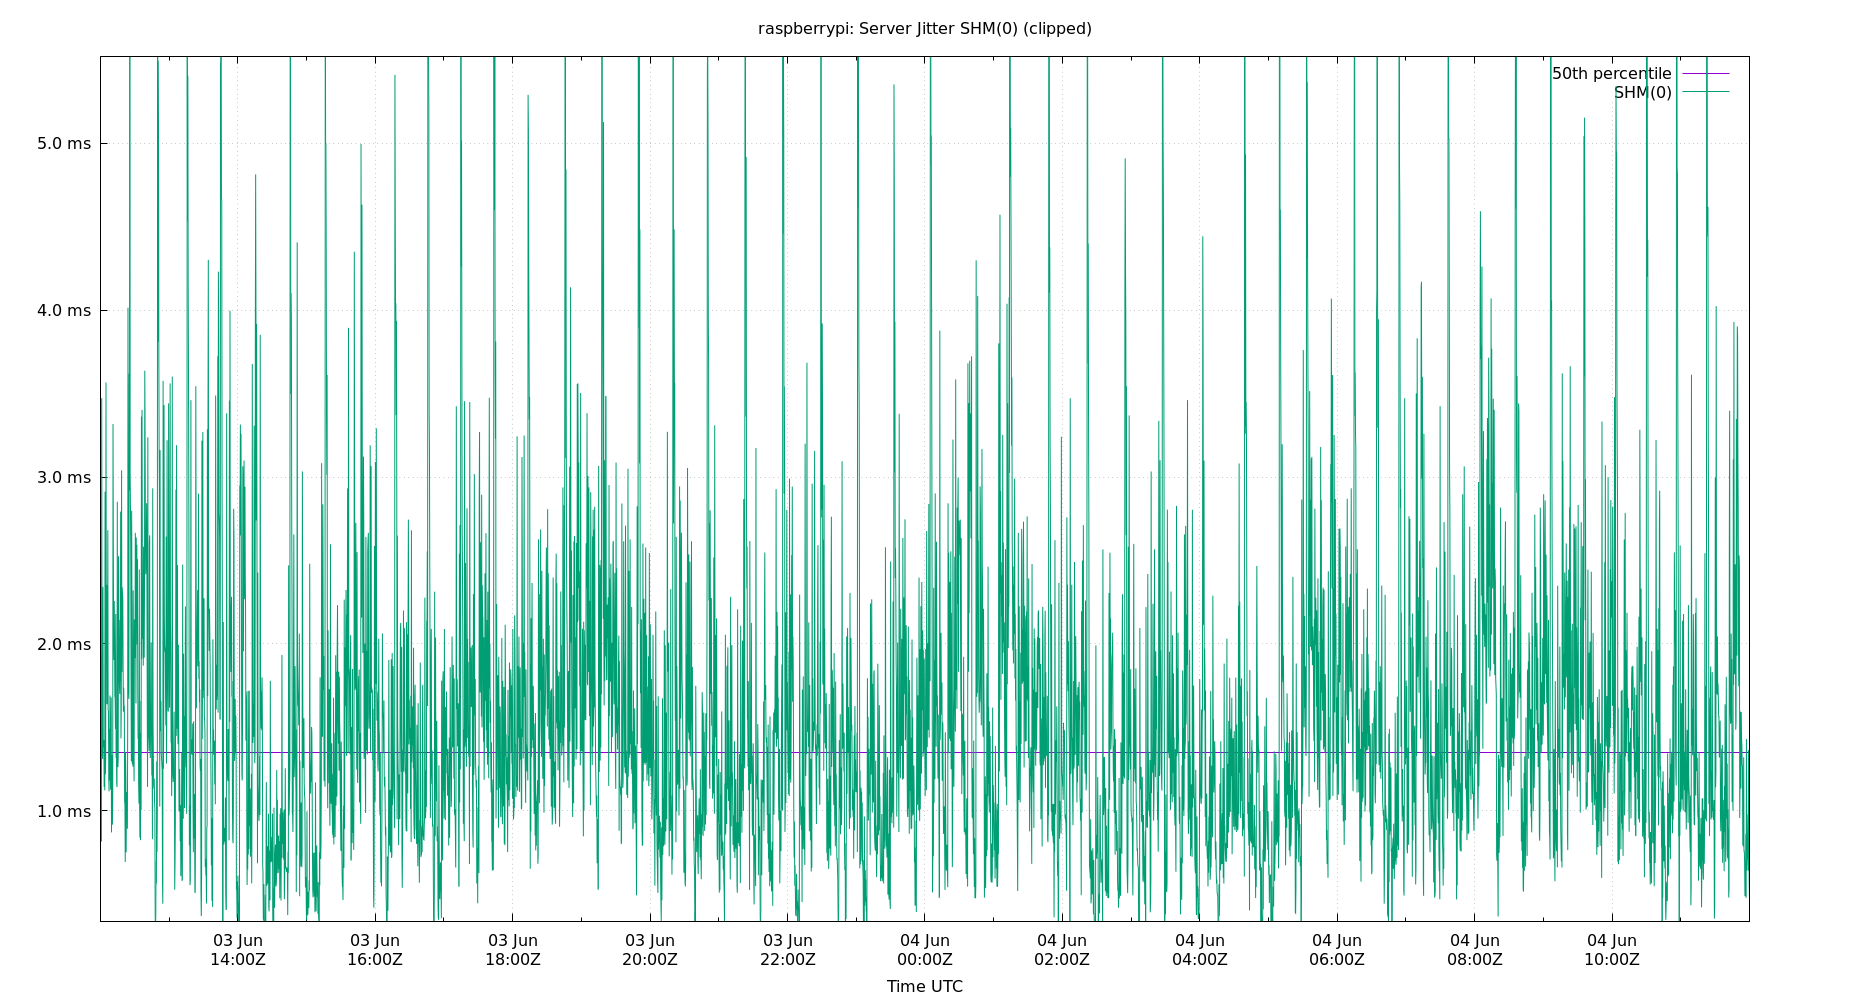 raspberrypi: Server Jitter SHM(0) (clipped)
50th percentile
SHM(0)
5.0 ms
4.0 ms
3.0 ms
2.0 ms
1.0 ms
03 Jun 03 Jun 03 Jun 03 Jun 03 Jun 04 Jun 04 Jun 04 Jun 04 Jun 04 Jun 04 Jun
14:00Z 16:00Z 18:00Z 20:00Z 22:00Z 00:00Z 02:00Z 04:00Z 06:00Z 08:00Z 10:00Z
Time UTC